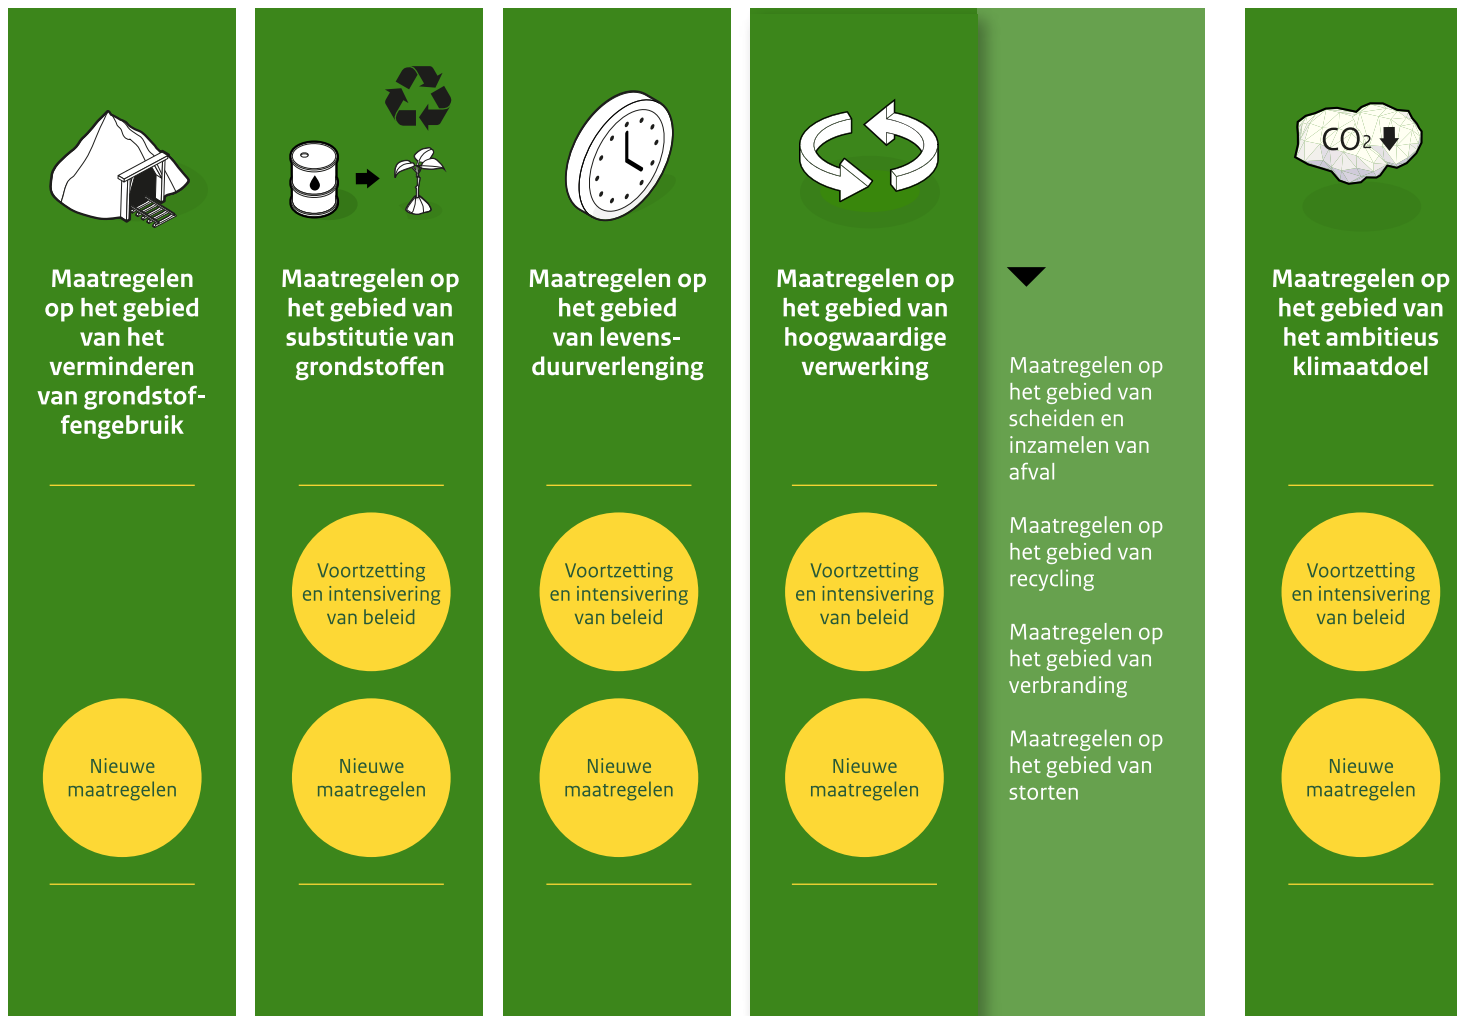 Maatregelen
op het gebied
van het
verminderen
van grondstof-
fengebruik
Nieuwe
maatregelen
Maatregelen op
het gebied van
substitutie van
grondstoffen
Voortzetting
en intensivering
van beleid
Nieuwe
maatregelen
Maatregelen op
het gebied
van levens-
duurverlenging
Voortzetting
en intensivering
van beleid
Nieuwe
maatregelen
Maatregelen op
het gebied van
hoogwaardige
verwerking
Voortzetting
en intensivering
van beleid
Nieuwe
maatregelen
Maatregelen op
het gebied van
scheiden en
inzamelen van
afval
Maatregelen op
het gebied van
recycling
Maatregelen op
het gebied van
verbranding
Maatregelen op
het gebied van
storten
CO2
Maatregelen op
het gebied van
het ambitieus
klimaatdoel
Voortzetting
en intensivering
van beleid
Nieuwe
maatregelen